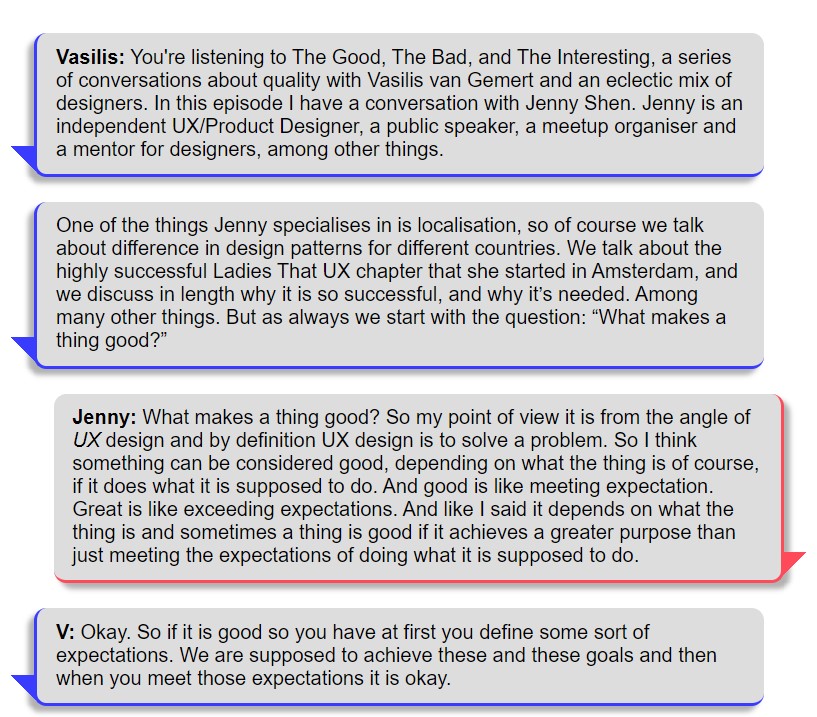 Vasilis: You're listening to The Good, The Bad, and The Interesting, a series
of conversations about quality with Vasilis van Gemert and an eclectic mix of
designers. In this episode I have a conversation with Jenny Shen. Jenny is an
independent UX/Product Designer, a public speaker, a meetup organiser and
a mentor for designers, among other things.
One of the things Jenny specialises in is localisation, so of course we talk
about difference in design patterns for different countries. We talk about the
highly successful Ladies That UX chapter that she started in Amsterdam, and
we discuss in length why it is so successful, and why it’s needed. Among
many other things. But as always we start with the question: “What makes a
thing good?”
Jenny: What makes a thing good? So my point of view it is from the angle of
UX design and by definition UX design is to solve a problem. So I think
something can be considered good, depending on what the thing is of course,
if it does what it is supposed to do. And good is like meeting expectation.
Great is like exceeding expectations. And like I said it depends on what the
thing is and sometimes a thing is good if it achieves a greater purpose than
just meeting the expectations of doing what it is supposed to do.
V: Okay. So if it is good so you have at first you define some sort of
expectations. We are supposed to achieve these and these goals and then
when you meet those expectations it is okay.